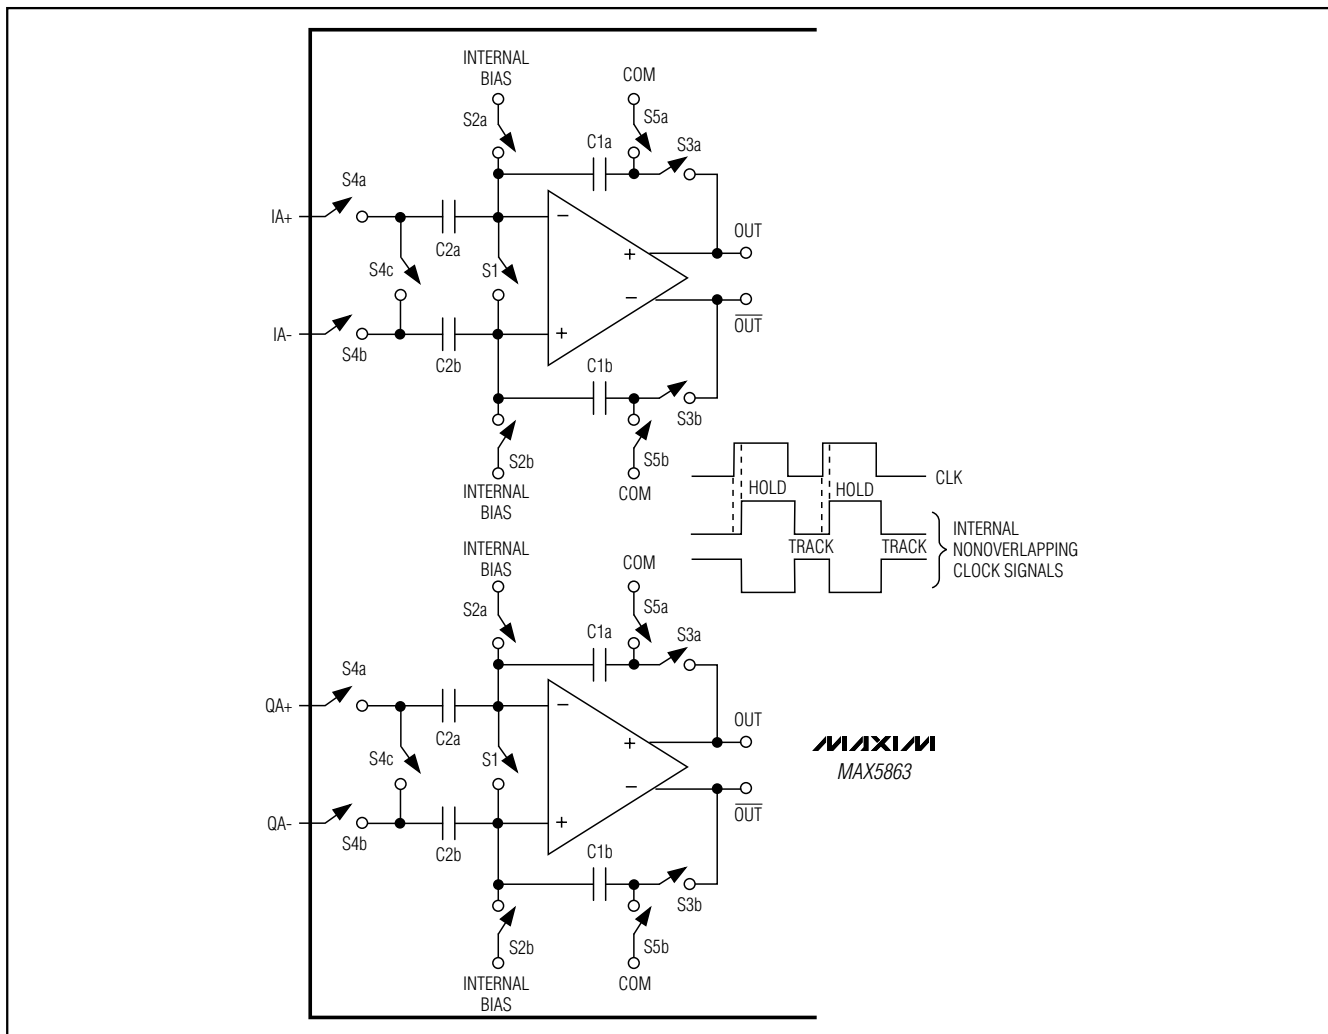 INTERNAL
BIAS
COM
S2a
S5a
C1a
S3a
S4a
IA+
−
C2a
OUT
+
S4c
S1
−
OUT
IA-
+
S4b
C2b
C1b
S3b
S2b
S5b
INTERNAL
BIAS
COM
CLK
HOLD
HOLD
TRACK
TRACK
INTERNAL
NONOVERLAPPING
CLOCK SIGNALS
INTERNAL
BIAS
COM
S2a
S5a
C1a
S3a
S4a
QA+
−
C2a
OUT
+
S4c
S1
−
OUT
QA-
+
S4b
C2b
C1b
S3b
S2b
S5b
INTERNAL
BIAS
COM
MAXIM
MAX5863